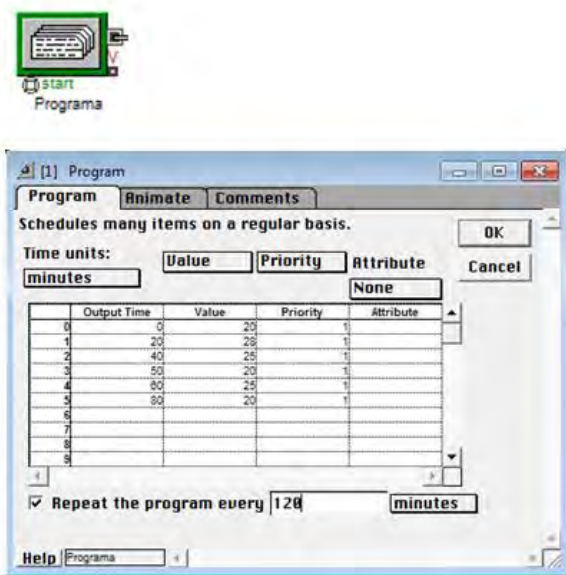 V
start
Programa
[1] Program
Program Animate Comments
Schedules many items on a regular basis.
OK
Cancel
Time units:
minutes
Value Priority Attribute
None
Output Time Value Priority Attribute
0 0 20 1
1 20 28 1
2 40 25 1
3 50 20 1
4 60 25 1
5 80 20 1
6
7
8
9
Repeat the program every 120 minutes
Help Programa